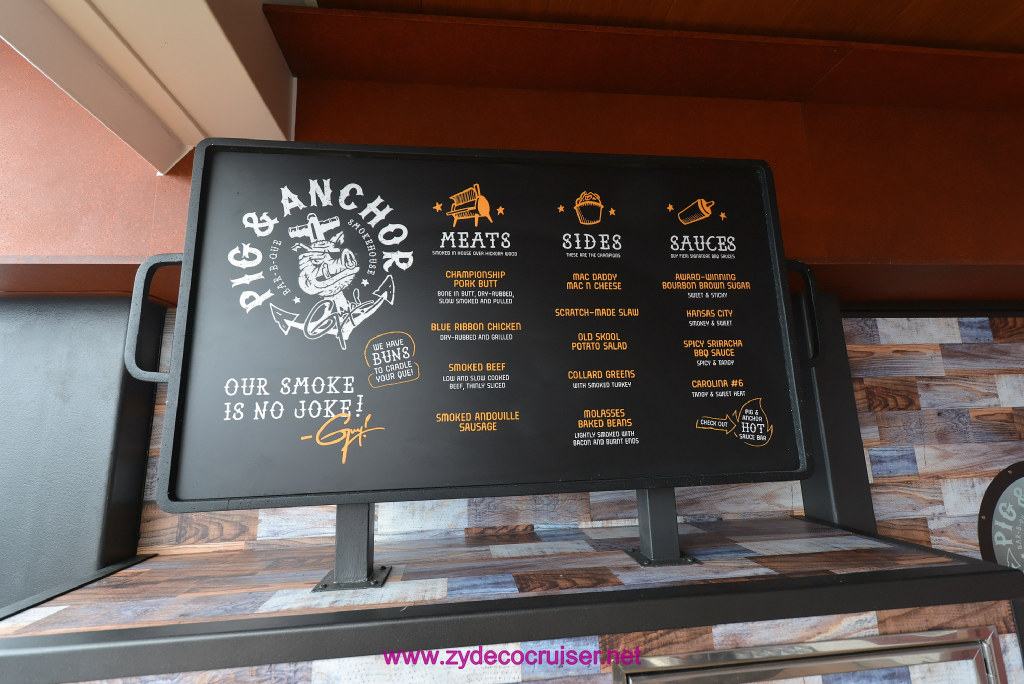 PIG & ANCHOR
BAR-B-QUE
SMOKEHOUSE
WE HAVE
BUNS
TO CRADLE
YOUR QUE!
OUR SMOKE
IS NO JOKE!
-Guy!
MEATS
SMOKED IN HOUSE OVER HICKORY WOOD
CHAMPIONSHIP
PORK BUTT
BONE IN BUTT, DRY-RUBBED,
SLOW SMOKED AND PULLED
BLUE RIBBON CHICKEN
DRY-RUBBED AND GRILLED
SMOKED BEEF
LOW AND SLOW COOKED
BEEF, THINLY SLICED
SMOKED ANDOUILLE
SAUSAGE
SIDES
THESE ARE THE CHAMPIONS
MAC DADDY
MAC N CHEESE
SCRATCH-MADE SLAW
OLD SKOOL
POTATO SALAD
COLLARD GREENS
WITH SMOKED TURKEY
MOLASSES
BAKED BEANS
LIGHTLY SMOKED WITH
BACON AND BURNT ENDS
SAUCES
GUY FIERI SIGNATURE BBQ SAUCES
AWARD-WINNING
BOURBON BROWN SUGAR
SWEET & STICKY
KANSAS CITY
SMOKEY & SWEET
SPICY SRIRACHA
BBQ SAUCE
SPICY & TANGY
CAROLINA #6
TANGY & SWEET HEAT
CHECK OUT
PIG &
ANCHOR
HOT
SAUCE BAR
PIG &
www.zydecocruiser.net